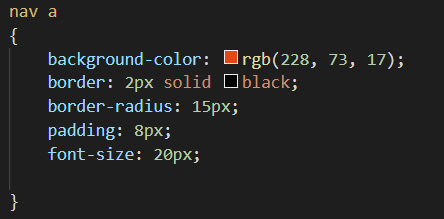 nav a
{
background-color: rgb(228, 73, 17);
border: 2px solid black;
border-radius: 15px;
padding: 8px;
font-size: 20px;
}